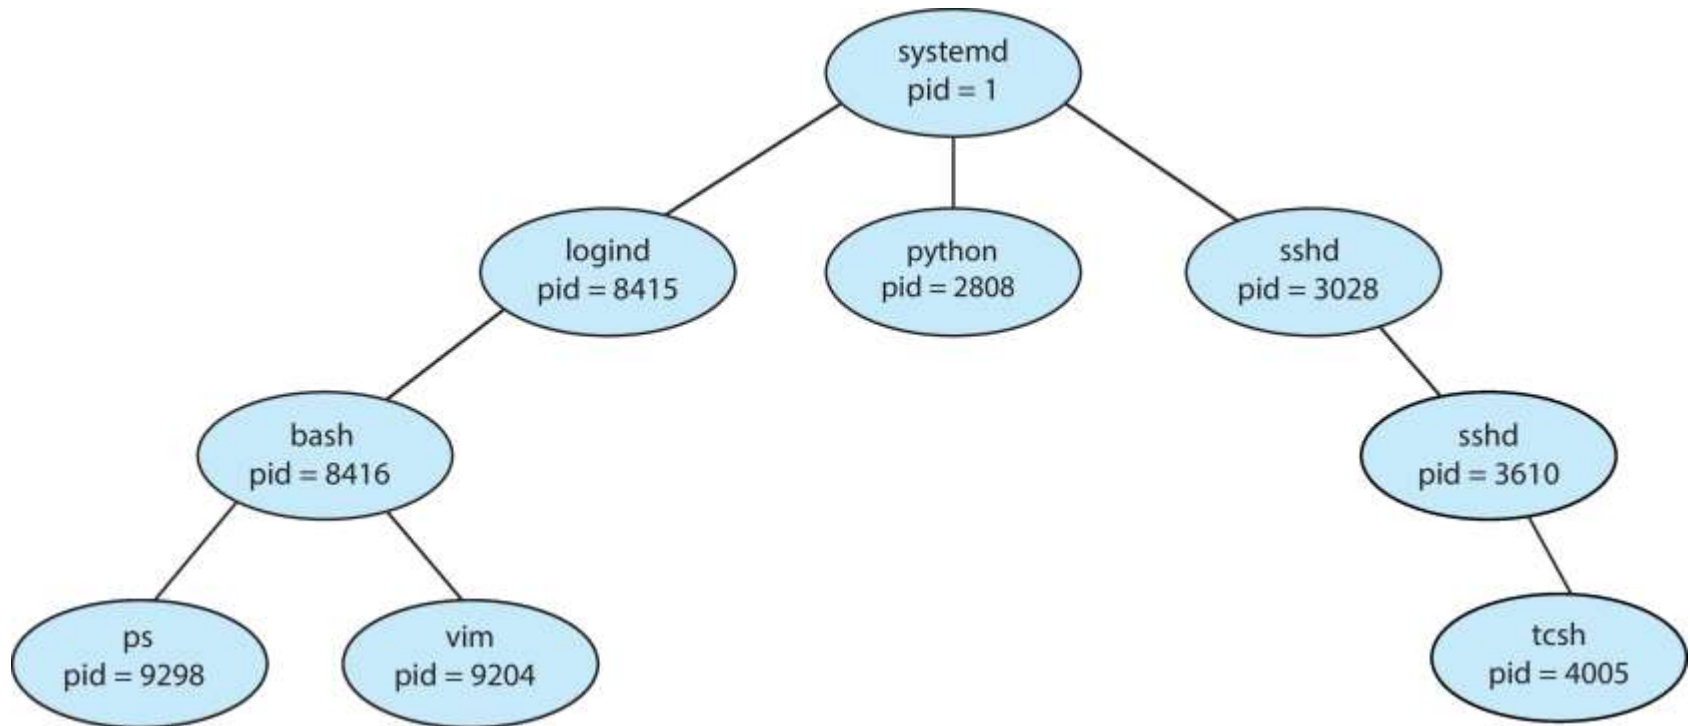 systemd
pid = 1
logind
pid = 8415
python
pid = 2808
sshd
pid = 3028
bash
pid = 8416
sshd
pid = 3610
ps
pid = 9298
vim
pid = 9204
tcsh
pid = 4005